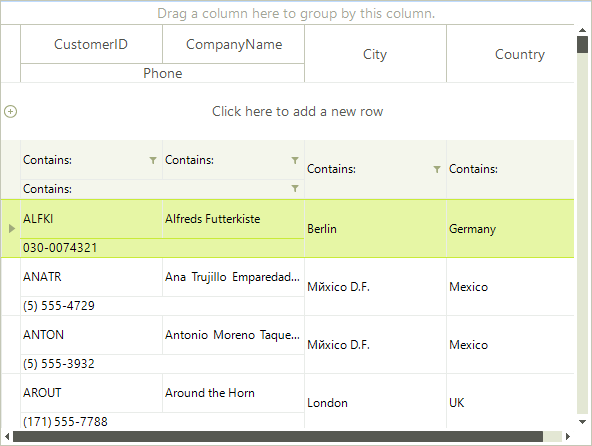 Drag a column here to group by this column.
CustomerID CompanyName City Country
Phone
Click here to add a new row
Contains: Contains: Contains: Contains:
Contains:
ALFKI Alfreds Futterkiste Berlin Germany
030-0074321
ANATR Ana Trujillo Emparedad... Mйxico D.F. Mexico
(5) 555-4729
ANTON Antonio Moreno Taque... Mйxico D.F. Mexico
(5) 555-3932
AROUT Around the Horn London UK
(171) 555-7788